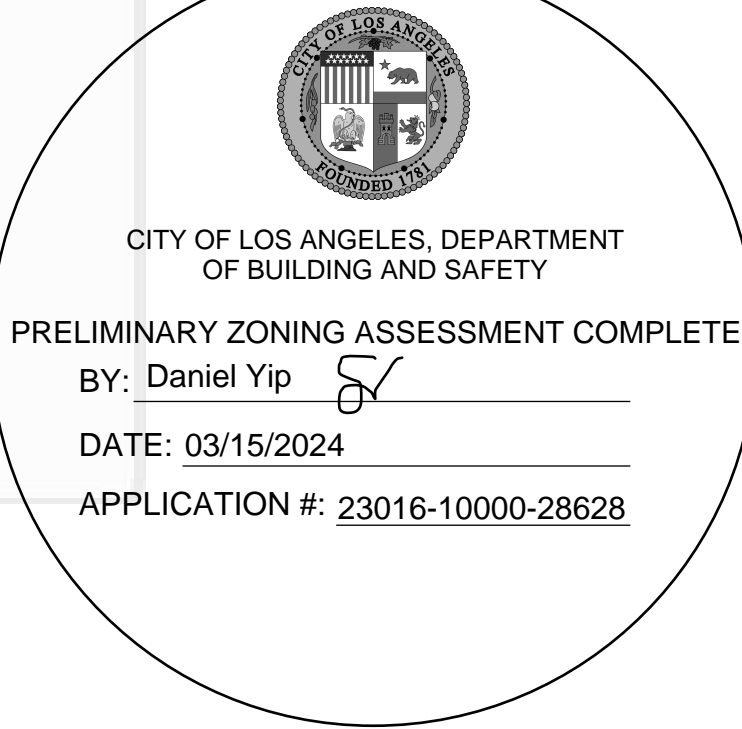 CITY OF LOS ANGELES
FOUNDED 1781
CITY OF LOS ANGELES, DEPARTMENT
OF BUILDING AND SAFETY
PRELIMINARY ZONING ASSESSMENT COMPLETE
BY: Daniel Yip
DATE: 03/15/2024
APPLICATION #: 23016-10000-28628